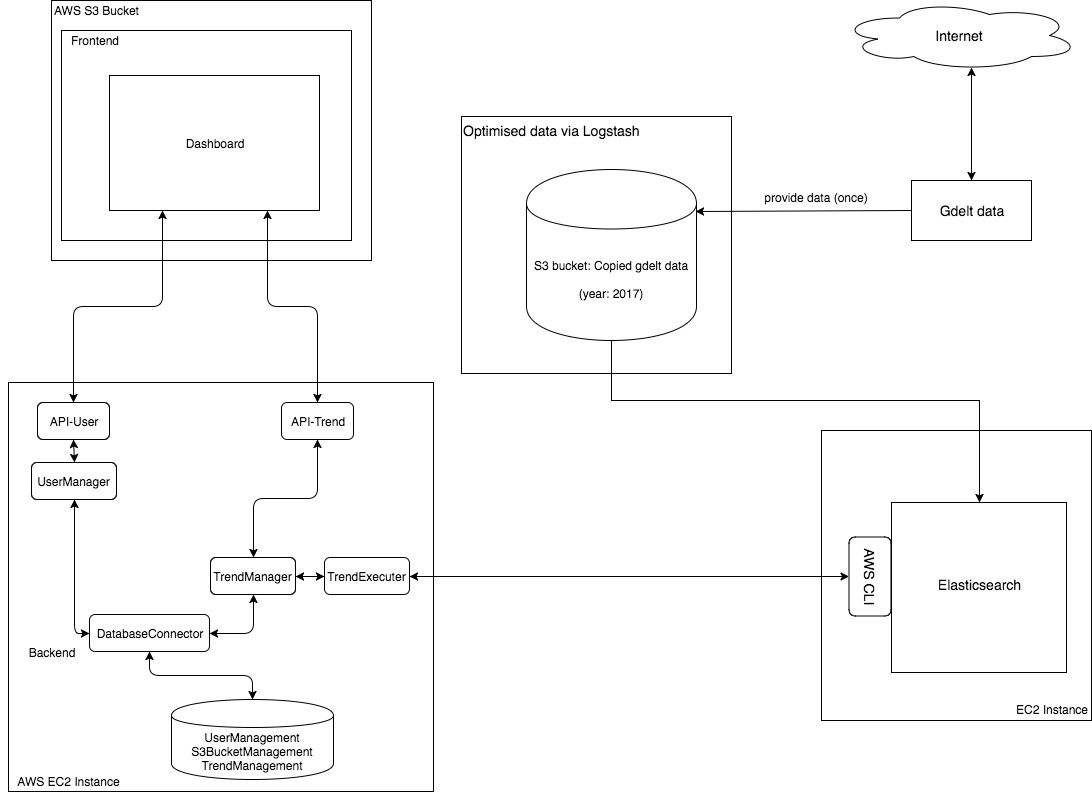 AWS S3 Bucket
Frontend
Dashboard
Internet
Optimised data via Logstash
provide data (once)
Gdelt data
S3 bucket: Copied gdelt data
(year: 2017)
API-User
API-Trend
UserManager
TrendManager
TrendExecuter
AWS CLI
Elasticsearch
DatabaseConnector
Backend
EC2 Instance
UserManagement
S3BucketManagement
TrendManagement
AWS EC2 Instance